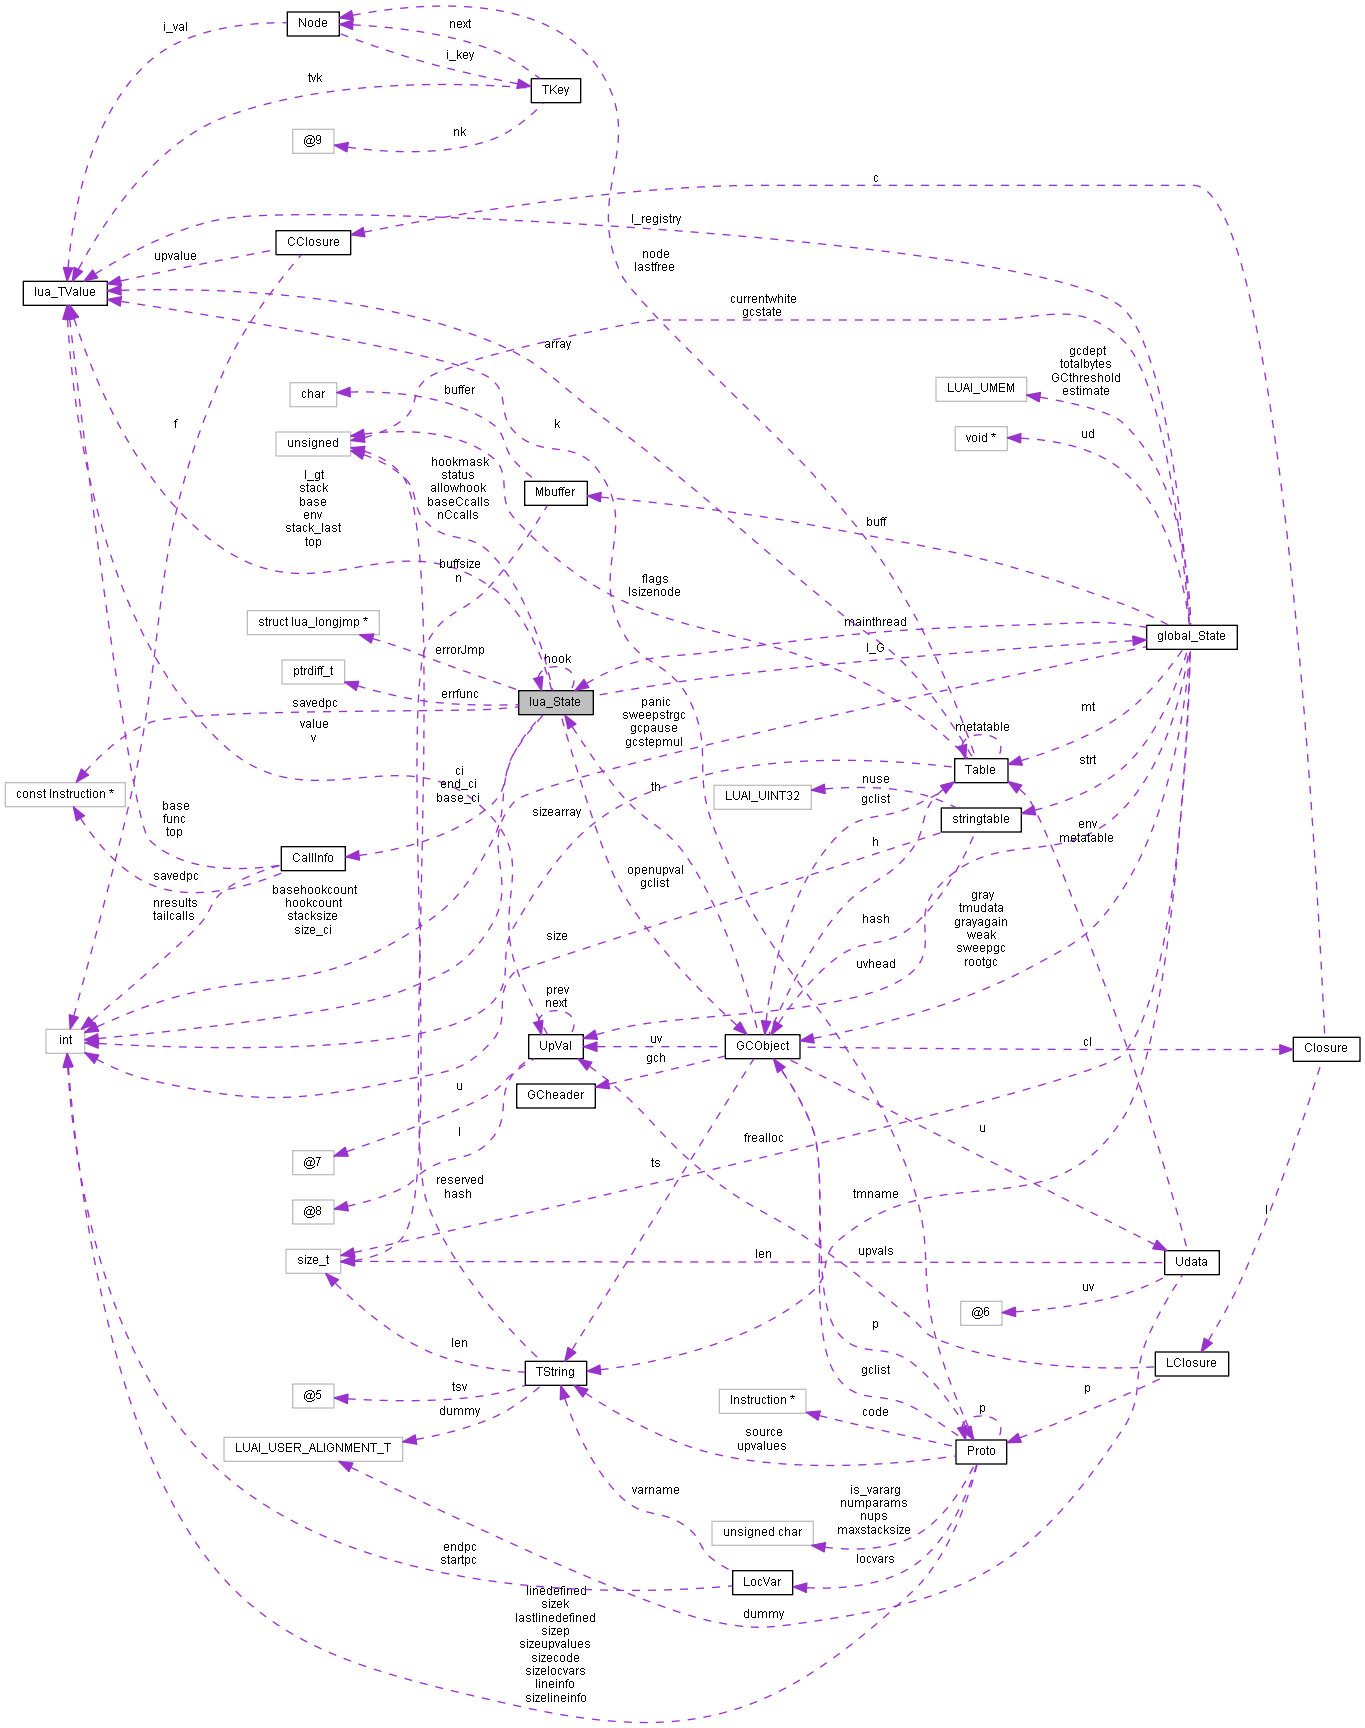 Node
i_val
next
i_key
tvk
TKey
nk
@9
c
l_registry
CClosure
upvalue
node
lastfree
lua_TValue
currentwhite
gcstate
array
gcdept
totalbytes
GCthreshold
estimate
LUAI_UMEM
char
buffer
f
k
unsigned
void *
ud
hookmask
status
allowhook
baseCcalls
nCcalls
l_gt
stack
base
env
stack_last
top
Mbuffer
buff
buffsize
n
flags
lsizenode
struct lua_longjmp *
mainthread
global_State
errorJmp
hook
l_G
ptrdiff_t
errfunc
lua_State
savedpc
panic
sweepstrgc
gcpause
gcstepmul
mt
value
v
metatable
Table
strt
ci
end_ci
base_ci
th
nuse
const Instruction *
LUAI_UINT32
gclist
base
func
top
sizearray
stringtable
env
metatable
h
CallInfo
savedpc
openupval
gclist
basehookcount
hookcount
stacksize
size_ci
nresults
tailcalls
gray
tmudata
grayagain
weak
sweepgc
rootgc
hash
size
uvhead
prev
next
int
UpVal
uv
GCObject
cl
Closure
gch
u
GCheader
l
u
@7
frealloc
ts
reserved
hash
tmname
@8
l
size_t
len
upvals
Udata
uv
@6
p
len
TString
LClosure
gclist
p
@5
tsv
Instruction *
code
p
dummy
LUAI_USER_ALIGNMENT_T
source
upvalues
Proto
varname
is_vararg
numparams
nups
maxstacksize
unsigned char
endpc
startpc
locvars
LocVar
linedefined
sizek
lastlinedefined
sizep
sizeupvalues
sizecode
sizelocvars
lineinfo
sizelineinfo
dummy